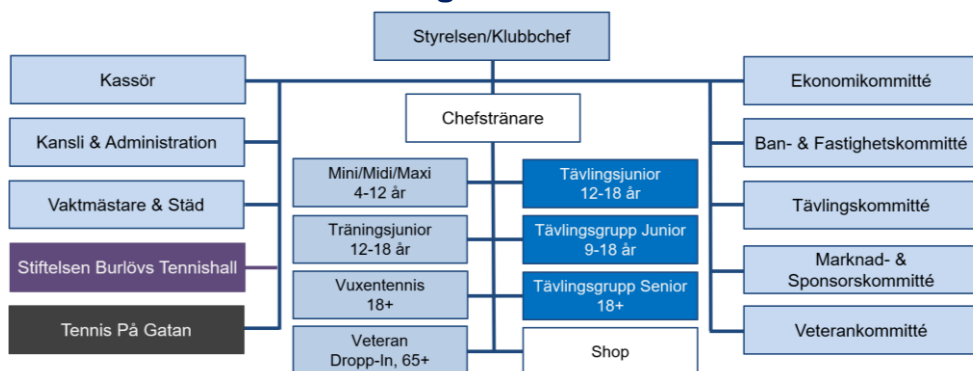 Styrelsen/Klubbchef
Kassör
Kansli & Administration
Vaktmästare & Städ
Stiftelsen Burlövs Tennishall
Tennis På Gatan
Chefstränare
Mini/Midi/Maxi
4-12 år
Träningsjunior
12-18 år
Vuxentennis
18+
Veteran
Dropp-In, 65+
Tävlingsjunior
12-18 år
Tävlingsgrupp Junior
9-18 år
Tävlingsgrupp Senior
18+
Shop
Ekonomikommitté
Ban- & Fastighetskommitté
Tävlingskommitté
Marknad- &
Sponsorskommitté
Veterankommitté